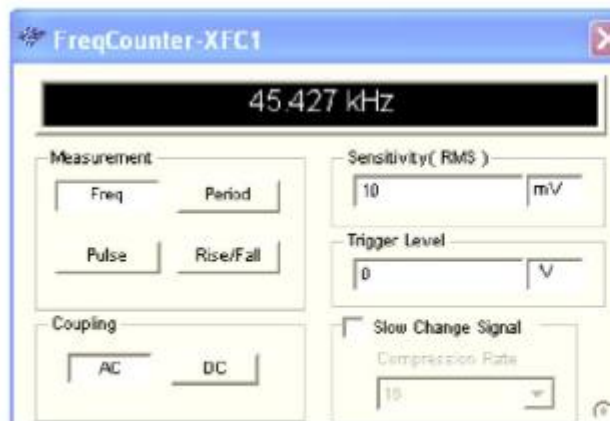 FreqCounter-XFC1
45.427 kHz
Measurement
Freq
Period
Pulse
Rise/Fall
Sensitivity( RMS )
10
mV
Trigger Level
0
V
Coupling
AC
DC
Slow Change Signal
Compression Rate
10